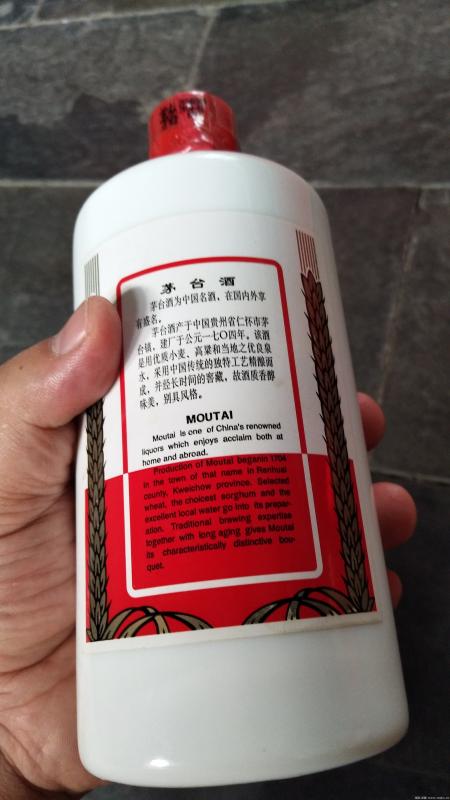 茅台酒
茅台酒为中国名酒，在国内外享
有盛名。
茅台酒产于中国贵州省仁怀市茅
台镇，建厂于公元一七〇四年。该酒
是用优质小麦、高粱和当地之优良泉
水，采用中国传统的独特工艺精酿而
成，并经长时间的窖藏，故酒质香醇
味美，别具风格。
MOUTAI
Moutai is one of China's renowned
liquors which enjoys acclaim both at
home and abroad.
Production of Moutai beganin 1704
in the town of that name in Renhuai
county, Kweichow province. Selected
wheat, the choicest sorghum and the
excellent local water go into its prepar-
ation. Traditional brewing expertise
together with long aging gives Moutai
its characteristically distinctive bou-
quet.